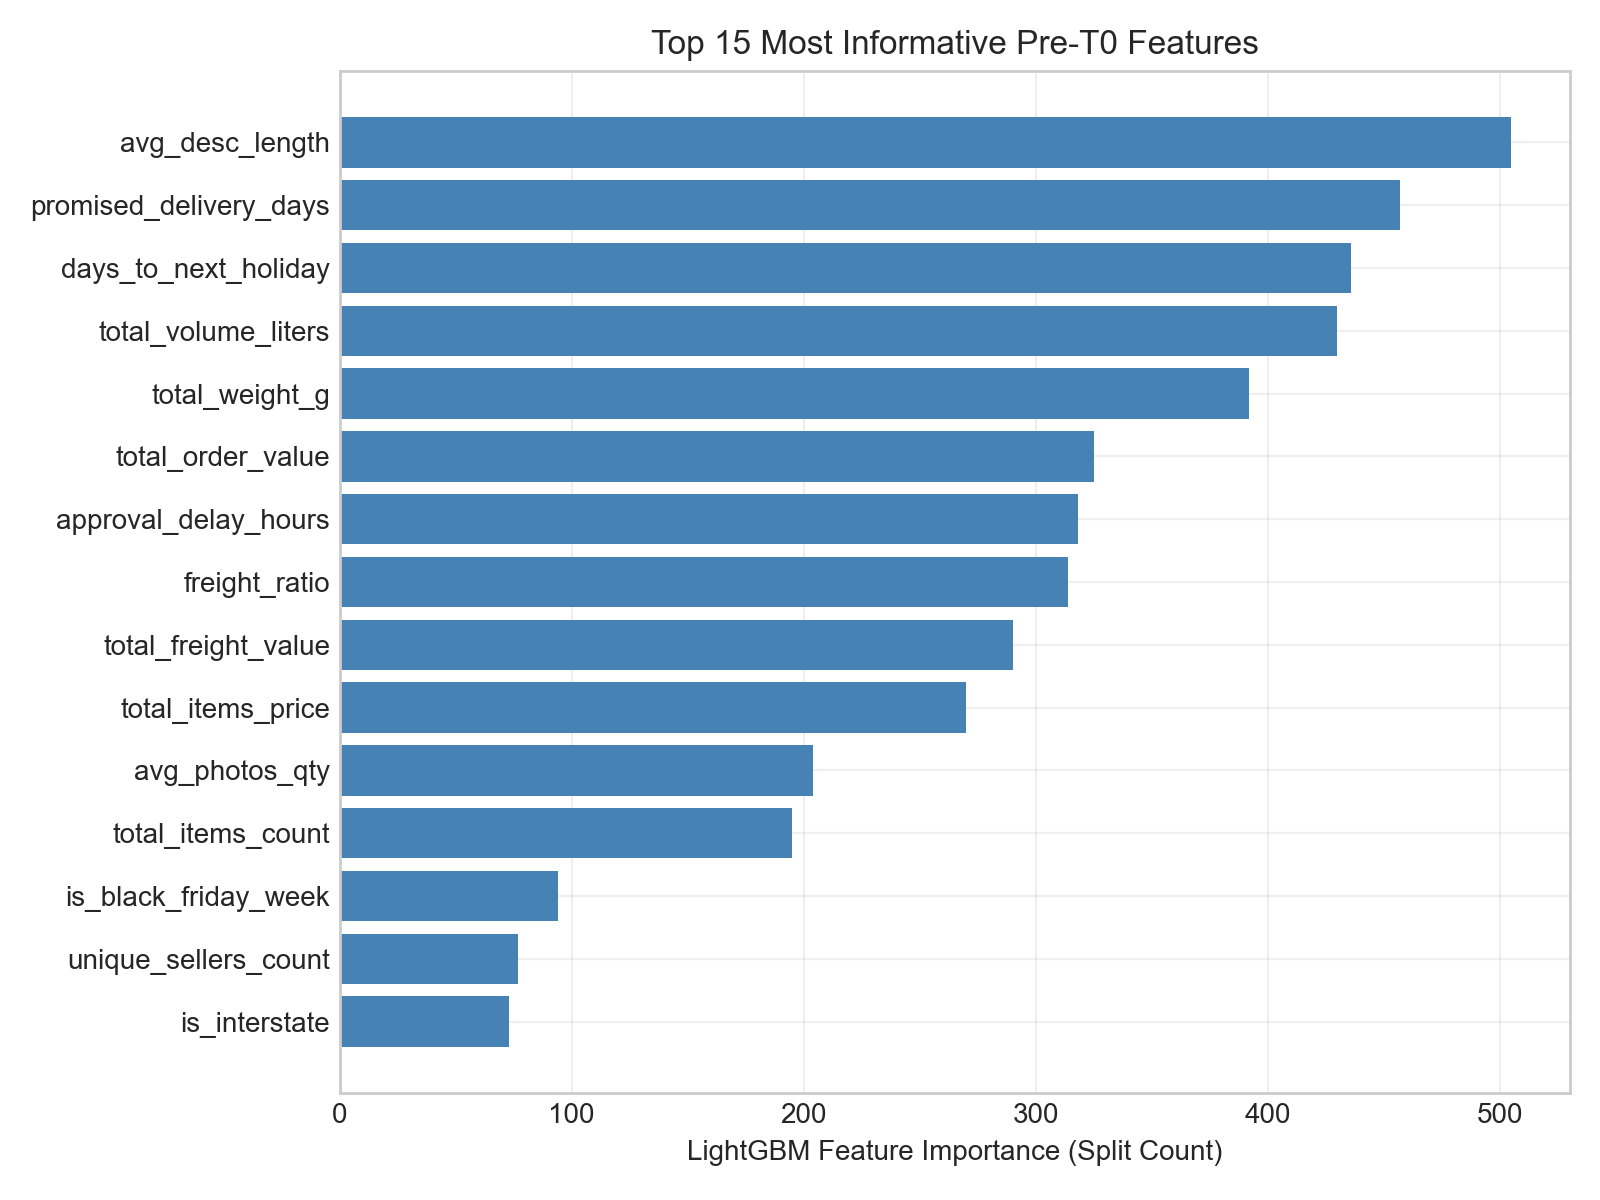 Top 15 Most Informative Pre-T0 Features
avg_desc_length
promised_delivery_days
days_to_next_holiday
total_volume_liters
total_weight_g
total_order_value
approval_delay_hours
freight_ratio
total_freight_value
total_items_price
avg_photos_qty
total_items_count
is_black_friday_week
unique_sellers_count
is_interstate
0 100 200 300 400 500
LightGBM Feature Importance (Split Count)